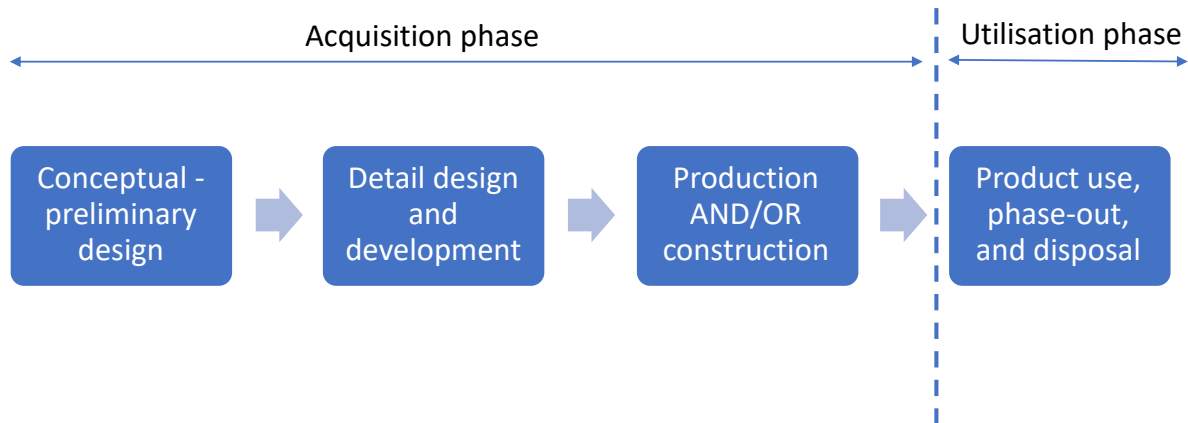 Acquisition phase
Utilisation phase
Conceptual -
preliminary
design
Detail design
and
development
Production
AND/OR
construction
Product use,
phase-out,
and disposal